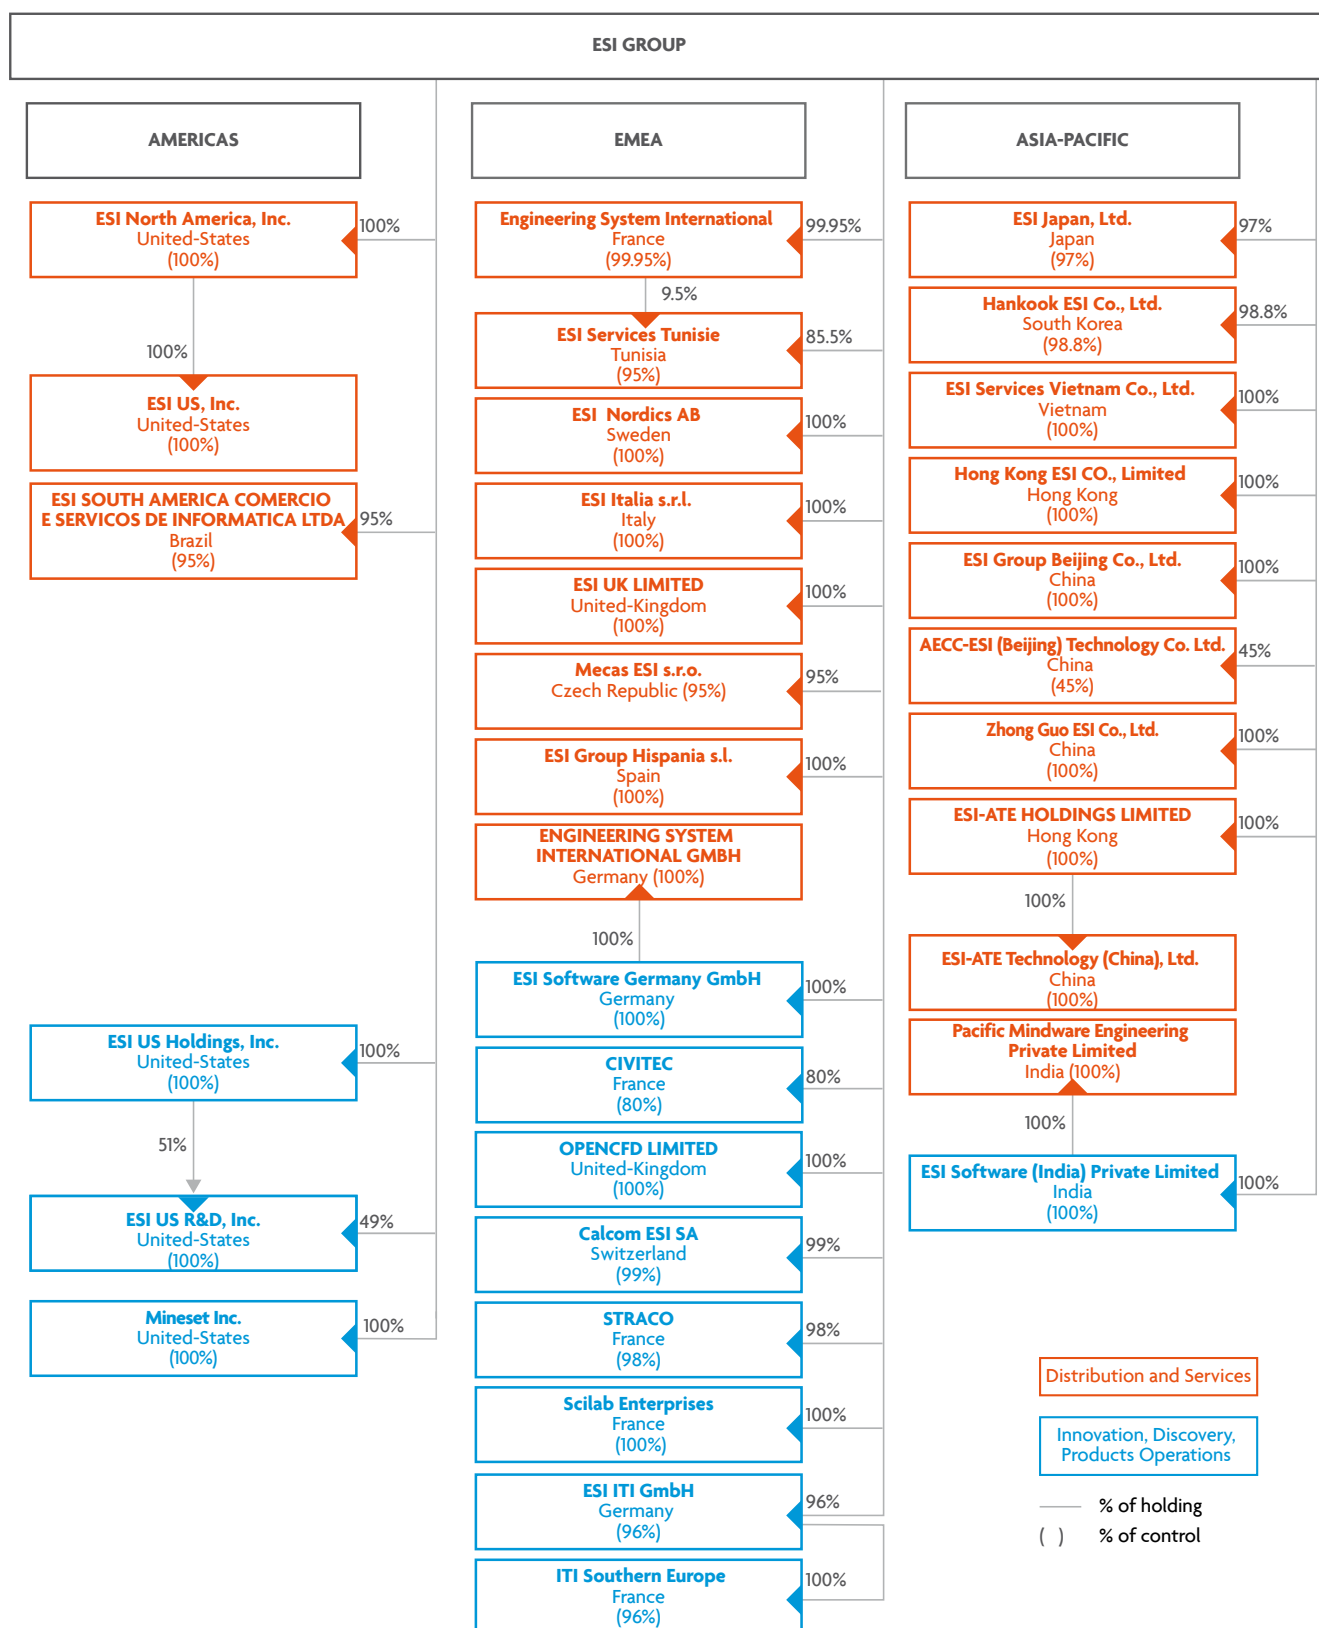 ESI GROUP
AMERICAS
ESI North America, Inc.
United-States
(100%)
100%
100%
ESI US, Inc.
United-States
(100%)
ESI SOUTH AMERICA COMERCIO
E SERVICOS DE INFORMATICA LTDA
Brazil
(95%)
95%
ESI US Holdings, Inc.
United-States
(100%)
100%
51%
ESI US R&D, Inc.
United-States
(100%)
49%
Mineset Inc.
United-States
(100%)
100%
EMEA
Engineering System International
France
(99.95%)
99.95%
9.5%
ESI Services Tunisie
Tunisia
(95%)
85.5%
ESI Nordics AB
Sweden
(100%)
100%
ESI Italia s.r.l.
Italy
(100%)
100%
ESI UK LIMITED
United-Kingdom
(100%)
100%
Mecas ESI s.r.o.
Czech Republic (95%)
95%
ESI Group Hispania s.l.
Spain
(100%)
100%
ENGINEERING SYSTEM
INTERNATIONAL GMBH
Germany (100%)
100%
ESI Software Germany GmbH
Germany
(100%)
100%
CIVITEC
France
(80%)
80%
OPENCFD LIMITED
United-Kingdom
(100%)
100%
Calcom ESI SA
Switzerland
(99%)
99%
STRACO
France
(98%)
98%
Scilab Enterprises
France
(100%)
100%
ESI ITI GmbH
Germany
(96%)
96%
ITI Southern Europe
France
(96%)
100%
ASIA-PACIFIC
ESI Japan, Ltd.
Japan
(97%)
97%
Hankook ESI Co., Ltd.
South Korea
(98.8%)
98.8%
ESI Services Vietnam Co., Ltd.
Vietnam
(100%)
100%
Hong Kong ESI CO., Limited
Hong Kong
(100%)
100%
ESI Group Beijing Co., Ltd.
China
(100%)
100%
AECC-ESI (Beijing) Technology Co. Ltd.
China
(45%)
45%
Zhong Guo ESI Co., Ltd.
China
(100%)
100%
ESI-ATE HOLDINGS LIMITED
Hong Kong
(100%)
100%
100%
ESI-ATE Technology (China), Ltd.
China
(100%)
Pacific Mindware Engineering
Private Limited
India (100%)
100%
ESI Software (India) Private Limited
India
(100%)
100%
Distribution and Services
Innovation, Discovery,
Products Operations
% of holding
( ) % of control